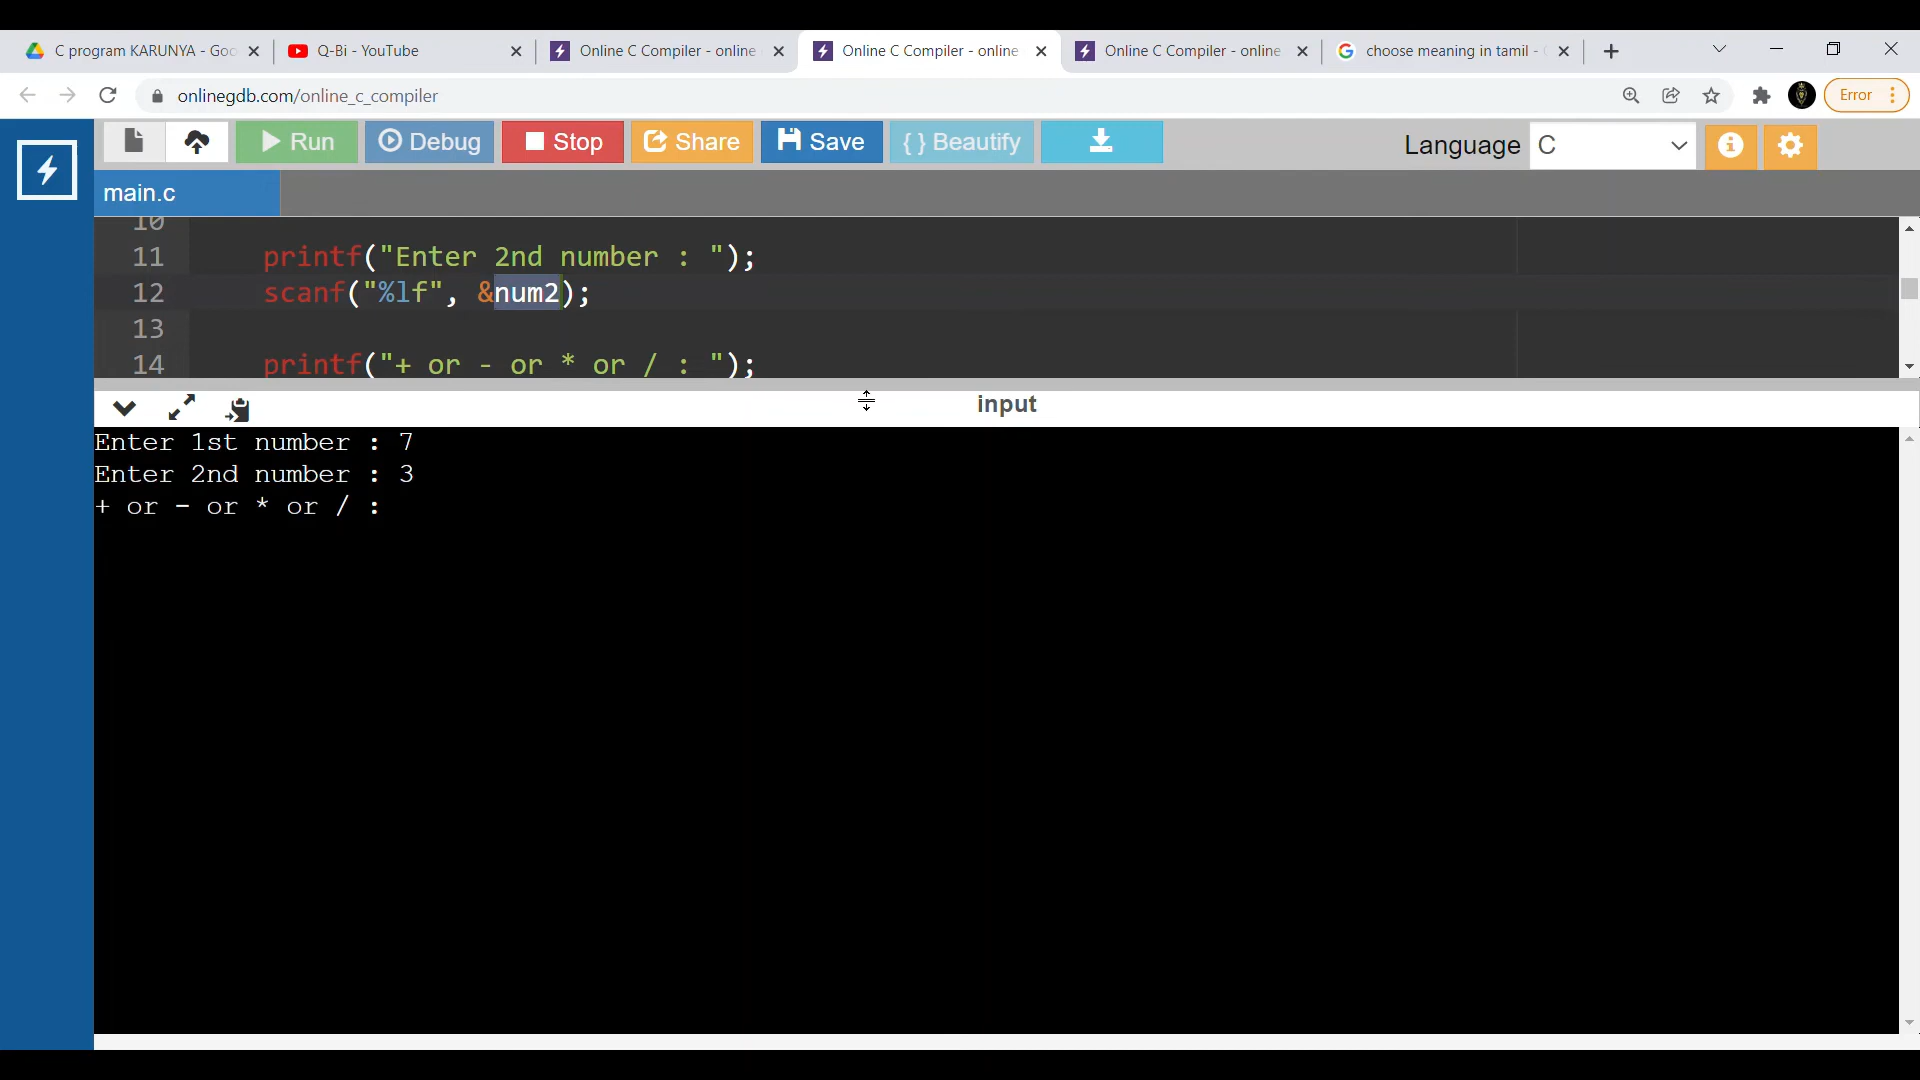 C program KARUNYA - Goo
Q-Bi - YouTube
Online C Compiler - online
Online C Compiler - online
Online C Compiler - online
choose meaning in tamil -
onlinegdb.com/online_c_compiler
Error
Run
Debug
Stop
Share
Save
{ } Beautify
Language C
main.c
10
11 printf("Enter 2nd number : ");
12 scanf("%lf", &num2);
13
14 printf("+ or - or * or / : ");
input
Enter 1st number : 7
Enter 2nd number : 3
+ or - or * or / :